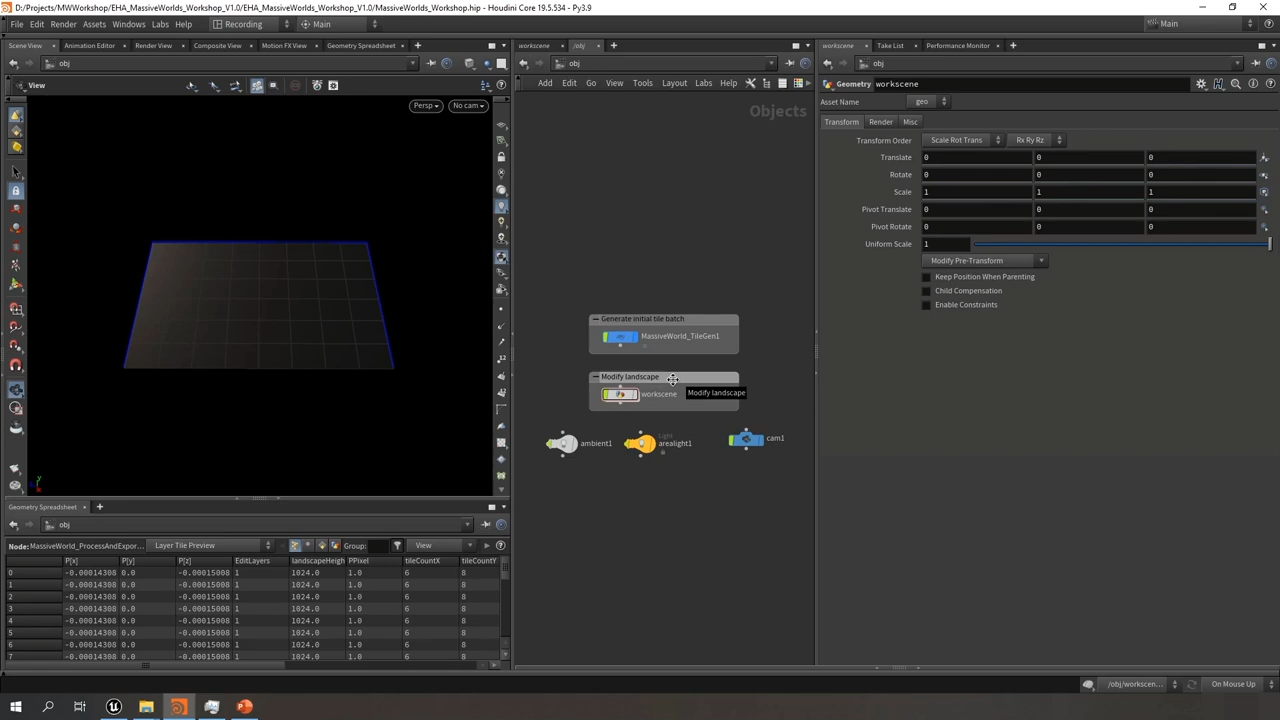 D:/Projects/MWWorkshop/EHA_MassiveWorlds_Workshop_V1.0/EHA_MassiveWorlds_Workshop_V1.0/MassiveWorlds_Workshop.hip - Houdini Core 19.5.534 - Py3.9
File Edit Render Assets Windows Labs Help Recording Main Main
Scene View Animation Editor Render View Composite View Motion FX View Geometry Spreadsheet
obj
View
Persp No cam
workscene /obj
obj
Add Edit Go View Tools Layout Labs Help
Objects
Generate initial tile batch
MassiveWorld_TileGen1
Modify landscape
workscene
Modify landscape
ambient1
Light
arealight1
cam1
workscene Take List Performance Monitor
obj
Geometry workscene
Asset Name geo
Transform Render Misc
Transform Order Scale Rot Trans Rx Ry Rz
Translate 0 0 0
Rotate 0 0 0
Scale 1 1 1
Pivot Translate 0 0 0
Pivot Rotate 0 0 0
Uniform Scale 1
Modify Pre-Transform
Keep Position When Parenting
Child Compensation
Enable Constraints
Geometry Spreadsheet
obj
Node: MassiveWorld_ProcessAndExpor... Layer Tile Preview Group: View
P[x] P[y] P[z] EditLayers landscapeHeigh PPixel tileCountX tileCountY
0 -0.00014308 0.0 -0.00015008 1 1024.0 1.0 6 8
1 -0.00014308 0.0 -0.00015008 1 1024.0 1.0 6 8
2 -0.00014308 0.0 -0.00015008 1 1024.0 1.0 6 8
3 -0.00014308 0.0 -0.00015008 1 1024.0 1.0 6 8
4 -0.00014308 0.0 -0.00015008 1 1024.0 1.0 6 8
5 -0.00014308 0.0 -0.00015008 1 1024.0 1.0 6 8
6 -0.00014308 0.0 -0.00015008 1 1024.0 1.0 6 8
7 -0.00014308 0.0 -0.00015008 1 1024.0 1.0 6 8
/obj/workscen... On Mouse Up